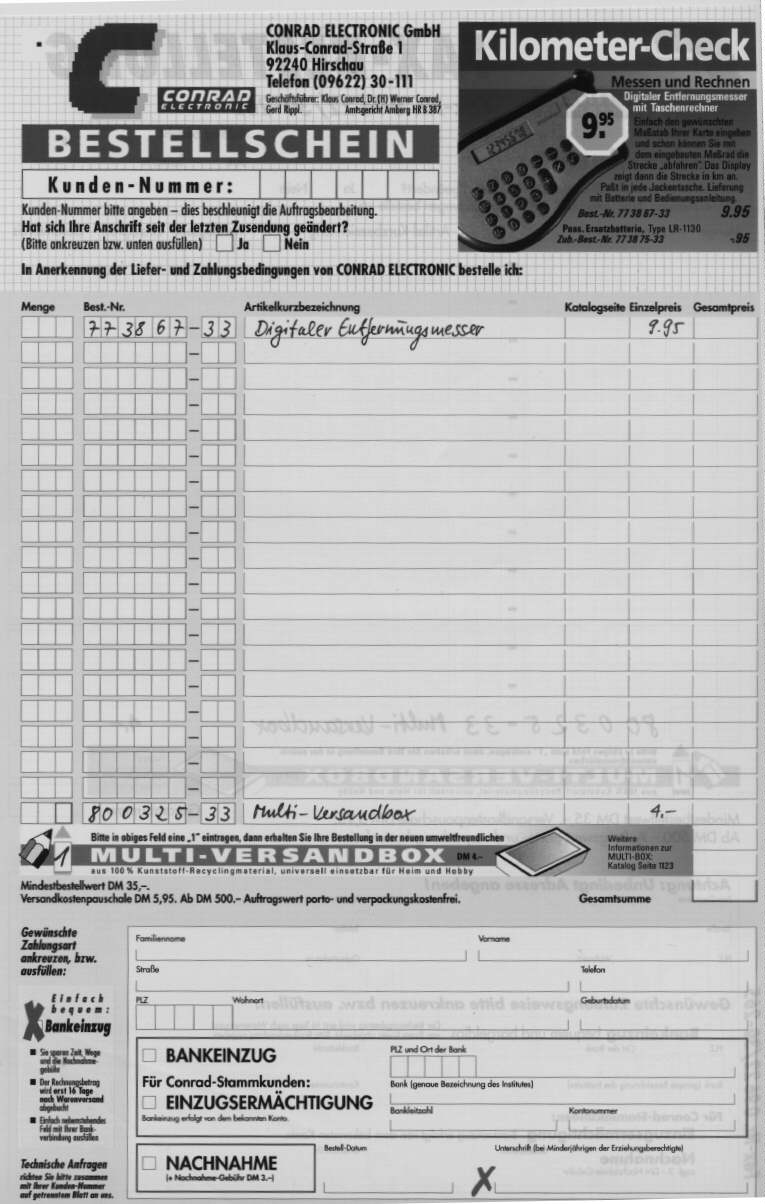 CONRAD ELECTRONIC GmbH
Klaus-Conrad-Straße 1
92240 Hirschau
Telefon (09622) 30-111
Geschäftsführer: Klaus Conrad, Dr. (H) Werner Conrad,
Gerd Rippl. Amtsgericht Amberg HR B 387
C
CONRAD
ELECTRONIC
BESTELLSCHEIN
Kunden-Nummer:
Kunden-Nummer bitte angeben – dies beschleunigt die Auftragsbearbeitung.
Hat sich Ihre Anschrift seit der letzten Zusendung geändert?
(Bitte ankreuzen bzw. unten ausfüllen) Ja Nein
Kilometer-Check
Messen und Rechnen
Digitaler Entfernungsmesser
mit Taschenrechner
9.95
Einfach den gewünschten
Maßstab Ihrer Karte eingeben
und schon können Sie mit
dem eingebauten Meßrad die
Strecke „abfahren". Das Display
zeigt dann die Strecke in km an.
Paßt in jede Jackentasche. Lieferung
mit Batterie und Bedienungsanleitung.
Best.-Nr. 77 38 67-33 9.95
Pass. Ersatzbatterie, Type LR-1130
Zub.-Best.-Nr. 77 38 75-33 -.95
In Anerkennung der Liefer- und Zahlungsbedingungen von CONRAD ELECTRONIC bestelle ich:
Menge Best.-Nr. Artikelkurzbezeichnung Katalogseite Einzelpreis Gesamtpreis
773867-33 Digitaler Entfernungsmesser 9.95
800325-33 Multi-Versandbox 4,-
Bitte in obiges Feld eine „1" eintragen, dann erhalten Sie Ihre Bestellung in der neuen umweltfreundlichen
1 MULTI-VERSANDBOX DM 4.-
aus 100 % Kunststoff-Recyclingmaterial, universell einsetzbar für Heim und Hobby
Weitere
Informationen zur
MULTI-BOX:
Katalog Seite 1123
Mindestbestellwert DM 35,–.
Versandkostenpauschale DM 5,95. Ab DM 500.– Auftragswert porto- und verpackungskostenfrei. Gesamtsumme
Gewünschte
Zahlungsart
ankreuzen, bzw.
ausfüllen:
Einfach
bequem:
X Bankeinzug
Sie sparen Zeit, Wege
und die Nachnahme-
gebühr
Der Rechnungsbetrag
wird erst 16 Tage
nach Warenversand
abgebucht
Einfach nebenstehendes
Feld mit Ihrer Bank-
verbindung ausfüllen
Technische Anfragen
richten Sie bitte zusammen
mit Ihrer Kunden-Nummer
auf getrenntem Blatt an uns.
Familienname Vorname
Straße Telefon
PLZ Wohnort Geburtsdatum
BANKEINZUG
Für Conrad-Stammkunden:
EINZUGSERMÄCHTIGUNG
Bankeinzug erfolgt von dem bekannten Konto.
PLZ und Ort der Bank
Bank (genaue Bezeichnung des Institutes)
Bankleitzahl Kontonummer
NACHNAHME
(+ Nachnahme-Gebühr DM 3.–)
Bestell-Datum Unterschrift (bei Minderjährigen der Erziehungsberechtigte)
X